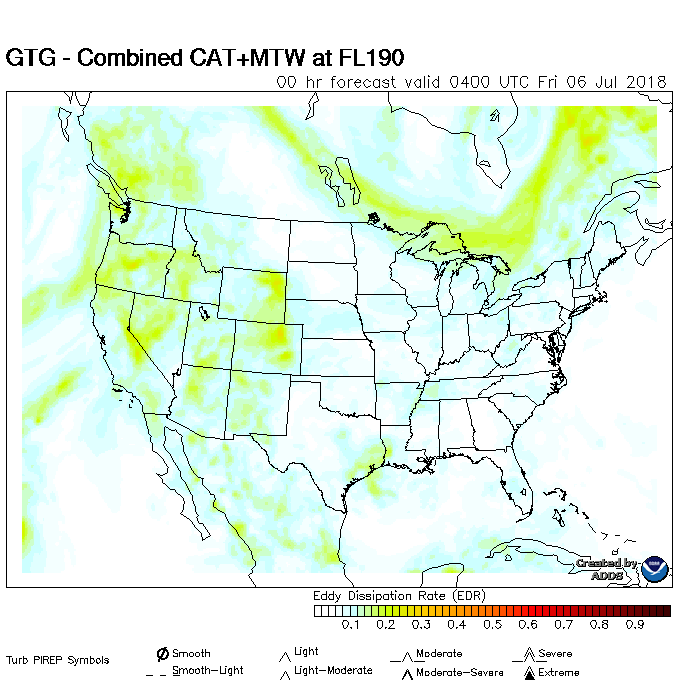 GTG - Combined CAT+MTW at FL190
00 hr forecast valid 0400 UTC Fri 06 Jul 2018
Created by
ADDS
Eddy Dissipation Rate (EDR)
0.1 0.2 0.3 0.4 0.5 0.6 0.7 0.8 0.9
Turb PIREP Symbols
Smooth Light Moderate Severe
Smooth-Light Light-Moderate Moderate-Severe Extreme